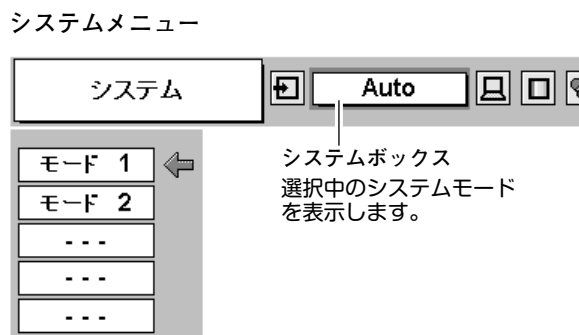 システムメニュー
システム
Auto
システムボックス
選択中のシステムモード
を表示します。
モード 1
モード 2
- - -
- - -
- - -